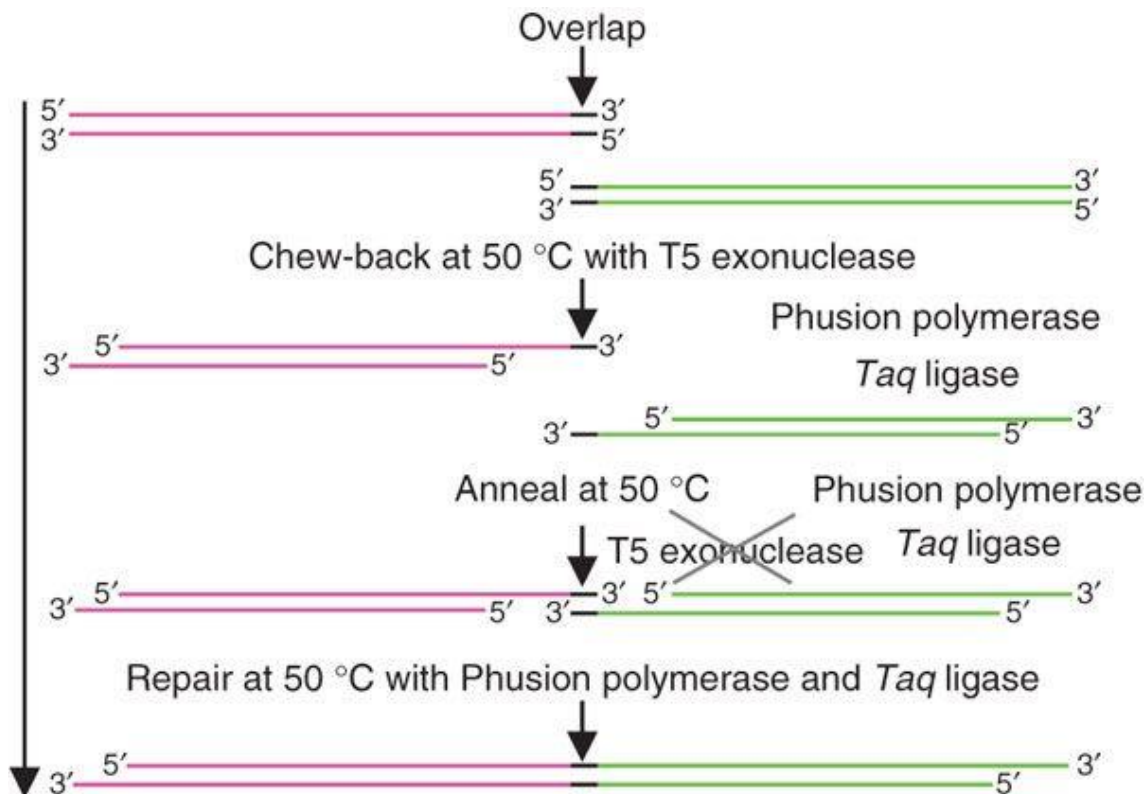 Overlap
5′ 3′
3′ 5′
5′ 3′
3′ 5′
Chew-back at 50 °C with T5 exonuclease
Phusion polymerase
5′ 3′
3′ 5′
Taq ligase
5′ 3′
3′ 5′
Anneal at 50 °C Phusion polymerase
T5 exonuclease Taq ligase
5′ 3′ 5′ 3′
3′ 5′ 3′ 5′
Repair at 50 °C with Phusion polymerase and Taq ligase
5′ 3′
3′ 5′